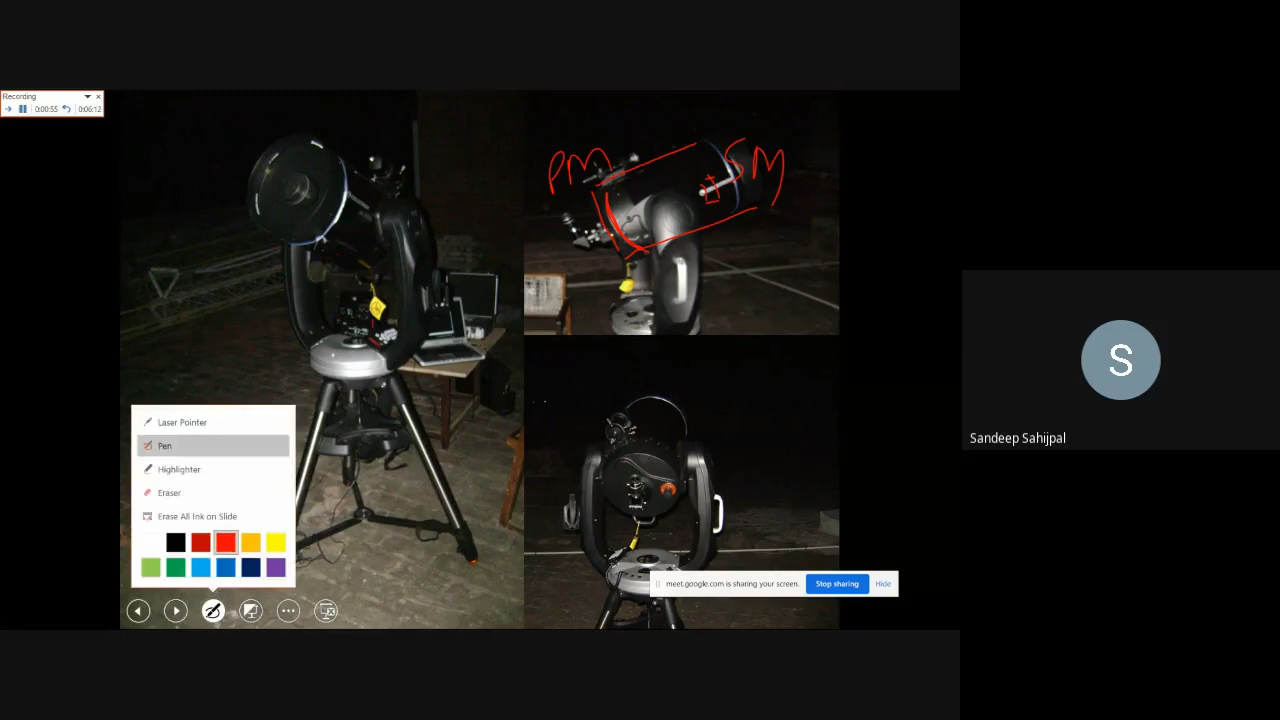 Recording
0:00:55 0:06:12
PM
SM
Laser Pointer
Pen
Highlighter
Eraser
Erase All Ink on Slide
meet.google.com is sharing your screen.
Stop sharing
Hide
S
Sandeep Sahijpal